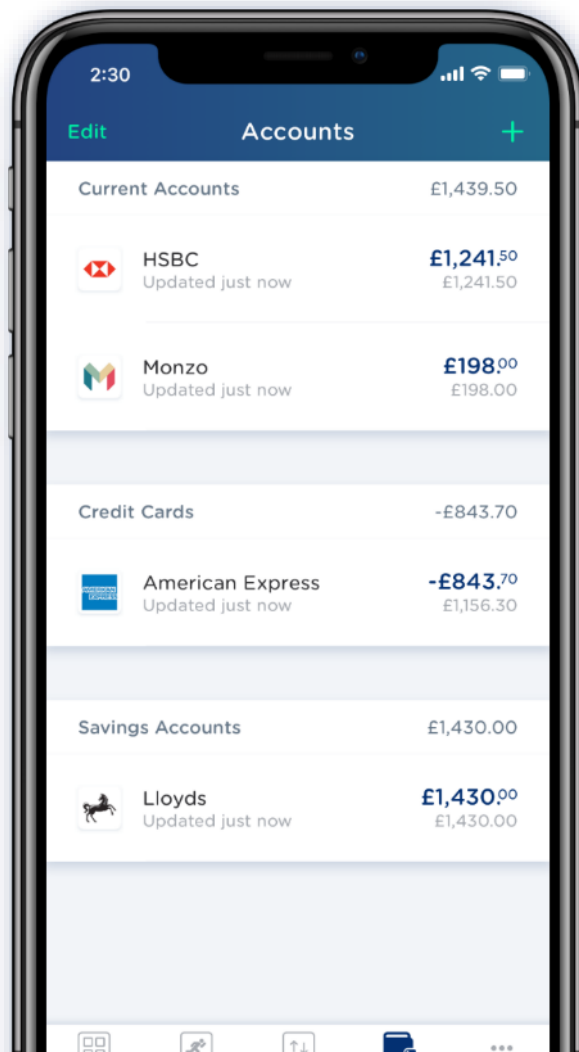 2:30
Edit Accounts +
Current Accounts £1,439.50
HSBC £1,241.50
Updated just now £1,241.50
Monzo £198.00
Updated just now £198.00
Credit Cards -£843.70
AMERICAN EXPRESS
American Express -£843.70
Updated just now £1,156.30
Savings Accounts £1,430.00
Lloyds £1,430.00
Updated just now £1,430.00